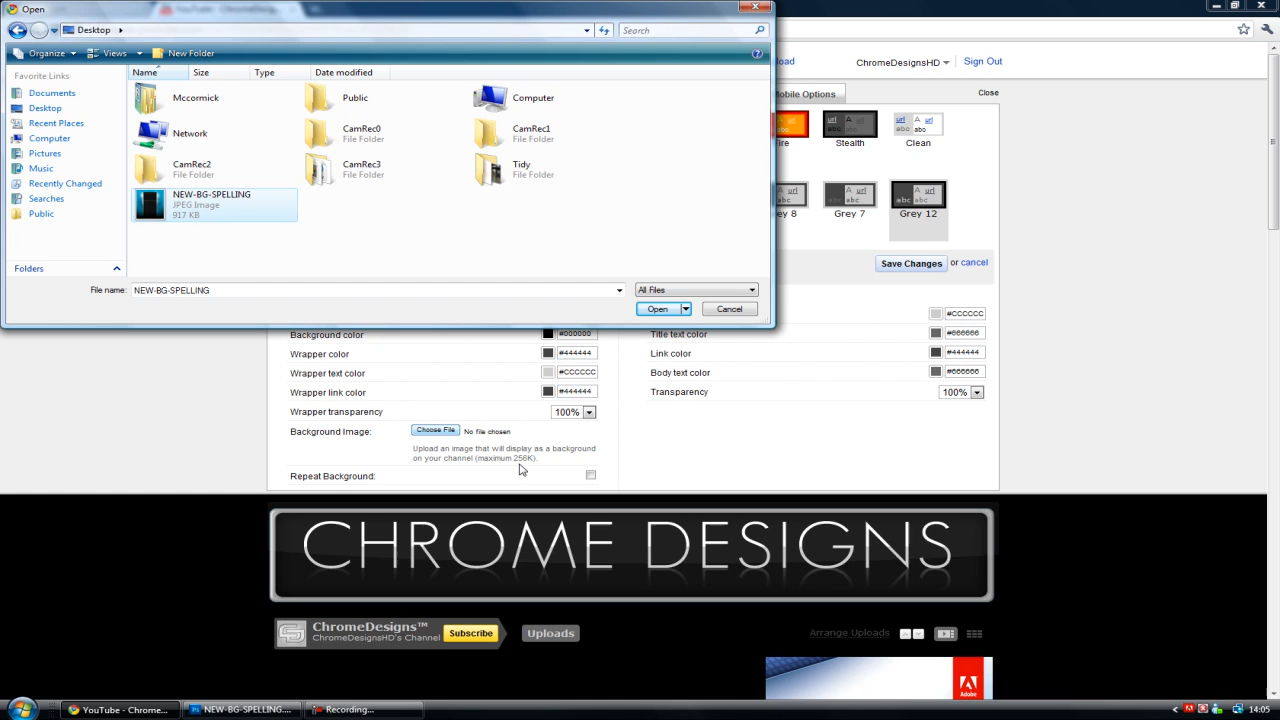 Open
YouTube - ChromeDesig...
Desktop
Search
Organize Views New Folder
Favorite Links
Documents
Desktop
Recent Places
Computer
Pictures
Music
Recently Changed
Searches
Public
Folders
Name Size Type Date modified
Mccormick Public Computer
Network
CamRec0
File Folder
CamRec1
File Folder
CamRec2
File Folder
CamRec3
File Folder
Tidy
File Folder
NEW-BG-SPELLING
JPEG Image
917 KB
File name: NEW-BG-SPELLING All Files
Open Cancel
ChromeDesignsHD Sign Out
Close
Stealth Clean
Grey 7 Grey 12
Save Changes or cancel
Background color #000000
Wrapper color #444444
Wrapper text color #CCCCCC
Wrapper link color #444444
Wrapper transparency 100%
Background Image: Choose File No file chosen
Upload an image that will display as a background
on your channel (maximum 256K).
Repeat Background:
#CCCCCC
Title text color #666666
Link color #444444
Body text color #666666
Transparency 100%
CHROME DESIGNS
ChromeDesigns™
ChromeDesignsHD's Channel
Subscribe
Uploads
Arrange Uploads
Adobe
YouTube - Chrome... NEW-BG-SPELLING.... Recording... 14:05